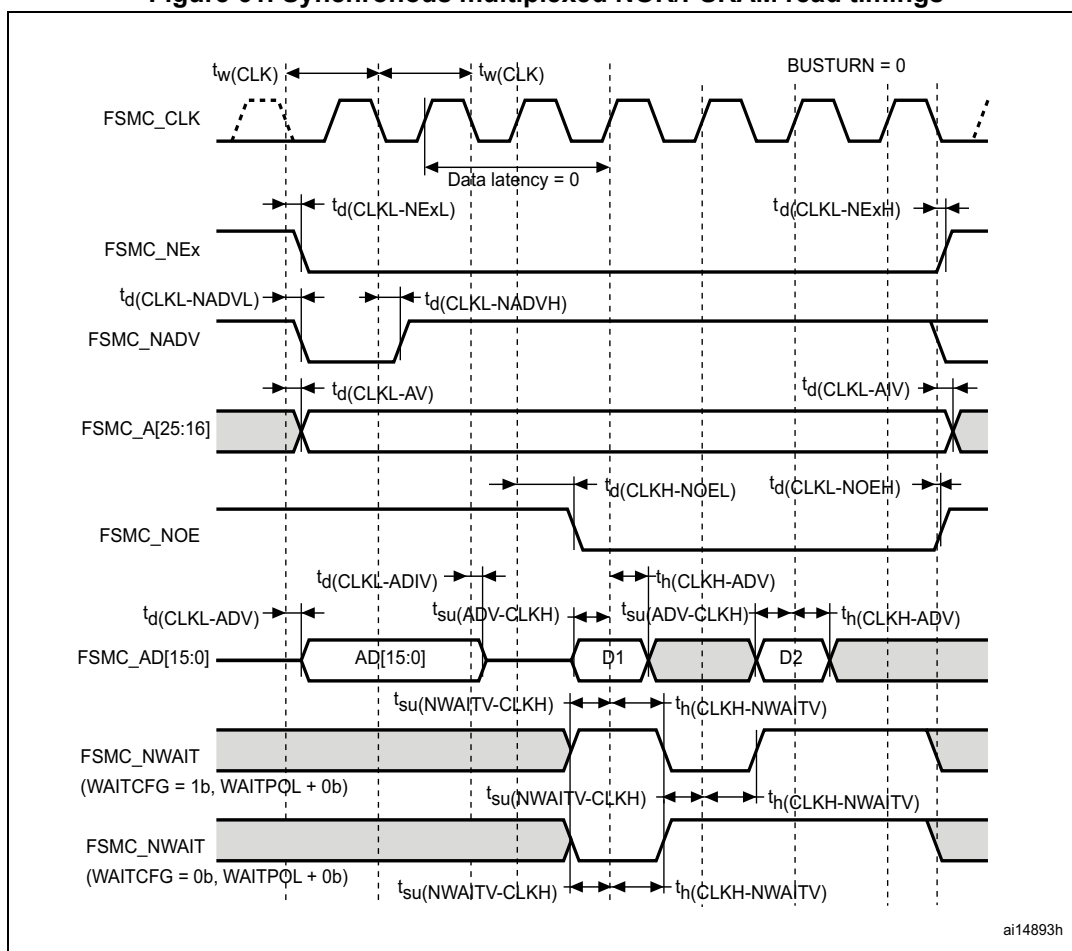 Figure 61. Synchronous multiplexed NOR/PSRAM read timings
tw(CLK) tw(CLK) BUSTURN = 0
FSMC_CLK
Data latency = 0
td(CLKL-NExL) td(CLKL-NExH)
FSMC_NEx
td(CLKL-NADVL) td(CLKL-NADVH)
FSMC_NADV
td(CLKL-AV) td(CLKL-AIV)
FSMC_A[25:16]
td(CLKH-NOEL) td(CLKL-NOEH)
FSMC_NOE
td(CLKL-ADIV) th(CLKH-ADV)
td(CLKL-ADV) tsu(ADV-CLKH) tsu(ADV-CLKH) th(CLKH-ADV)
FSMC_AD[15:0] AD[15:0] D1 D2
tsu(NWAITV-CLKH) th(CLKH-NWAITV)
FSMC_NWAIT
(WAITCFG = 1b, WAITPOL + 0b)
tsu(NWAITV-CLKH) th(CLKH-NWAITV)
FSMC_NWAIT
(WAITCFG = 0b, WAITPOL + 0b)
tsu(NWAITV-CLKH) th(CLKH-NWAITV)
ai14893h